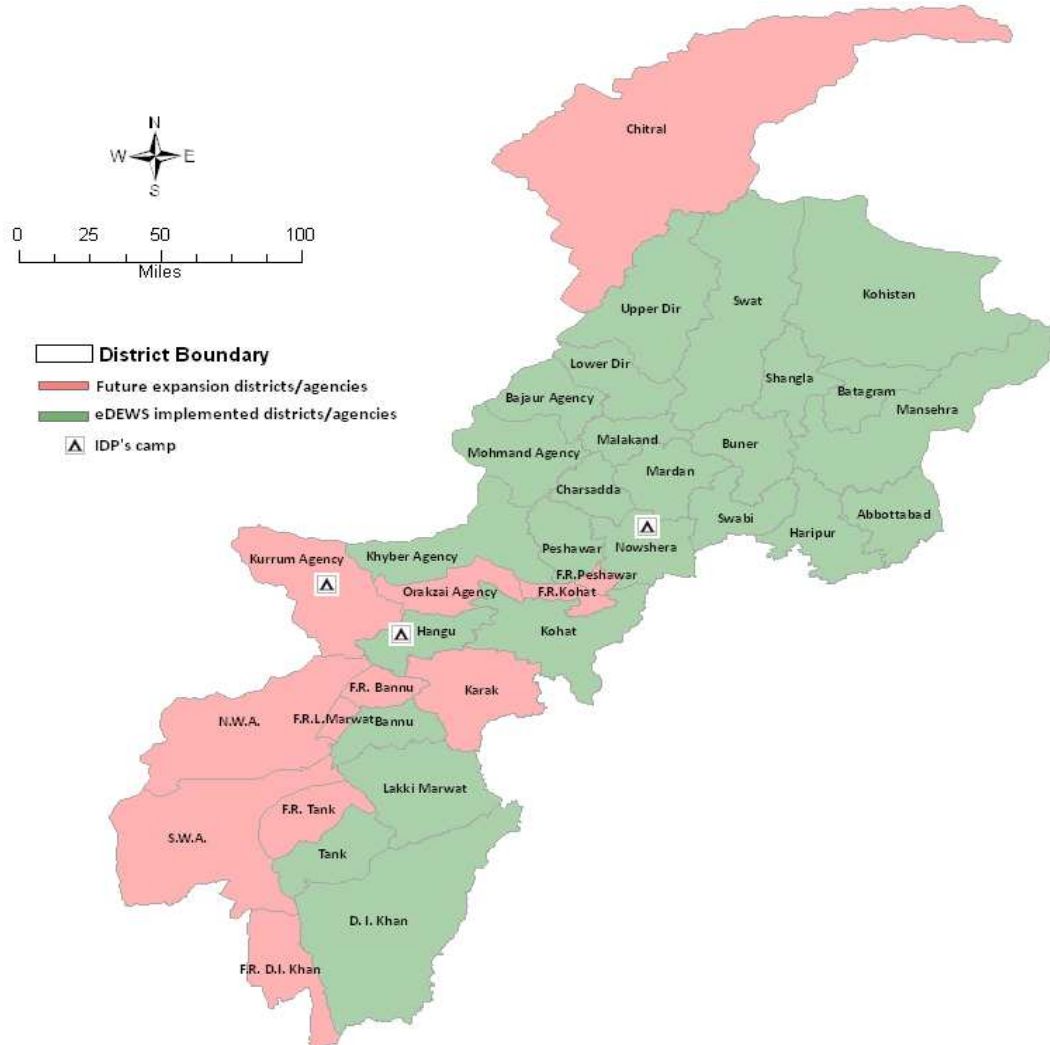 N
W E
S
0 25 50 100
Miles
District Boundary
Future expansion districts/agencies
eDEWS implemented districts/agencies
IDP's camp
Chitral
Upper Dir
Swat
Kohistan
Lower Dir
Shangla
Batagram
Bajaur Agency
Mansehra
Malakand
Buner
Mohmand Agency
Mardan
Charsadda
Abbottabad
Swabi
Haripur
Peshawar
Nowshera
Khyber Agency
Kurrum Agency
F.R.Peshawar
Orakzai Agency
F.R.Kohat
Hangu
Kohat
F.R. Bannu
Karak
N.W.A.
F.R.L.Marwat
Bannu
Lakki Marwat
F.R. Tank
S.W.A.
Tank
D. I. Khan
F.R. D.I. Khan